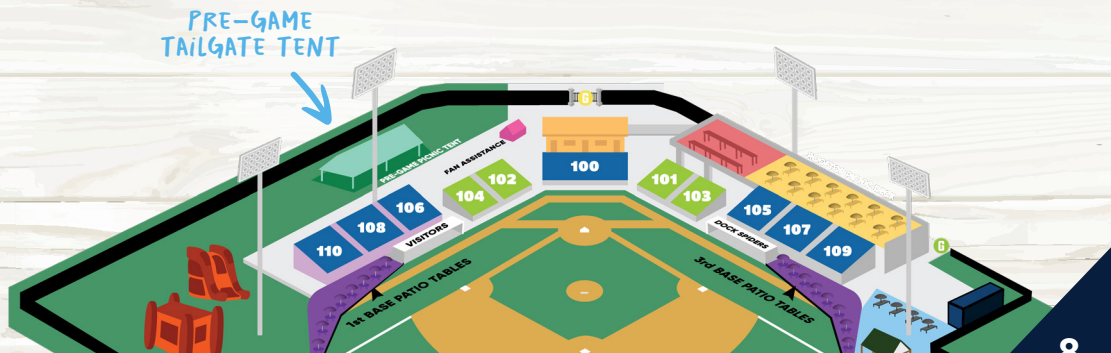 PRE-GAME
TAILGATE TENT
G
PRE-GAME PICNIC TENT
FAN ASSISTANCE
100
102
104
101
103
106
108
110
105
107
109
VISITORS
DOCK SPIDERS
G
1st BASE PATIO TABLES
3rd BASE PATIO TABLES
8